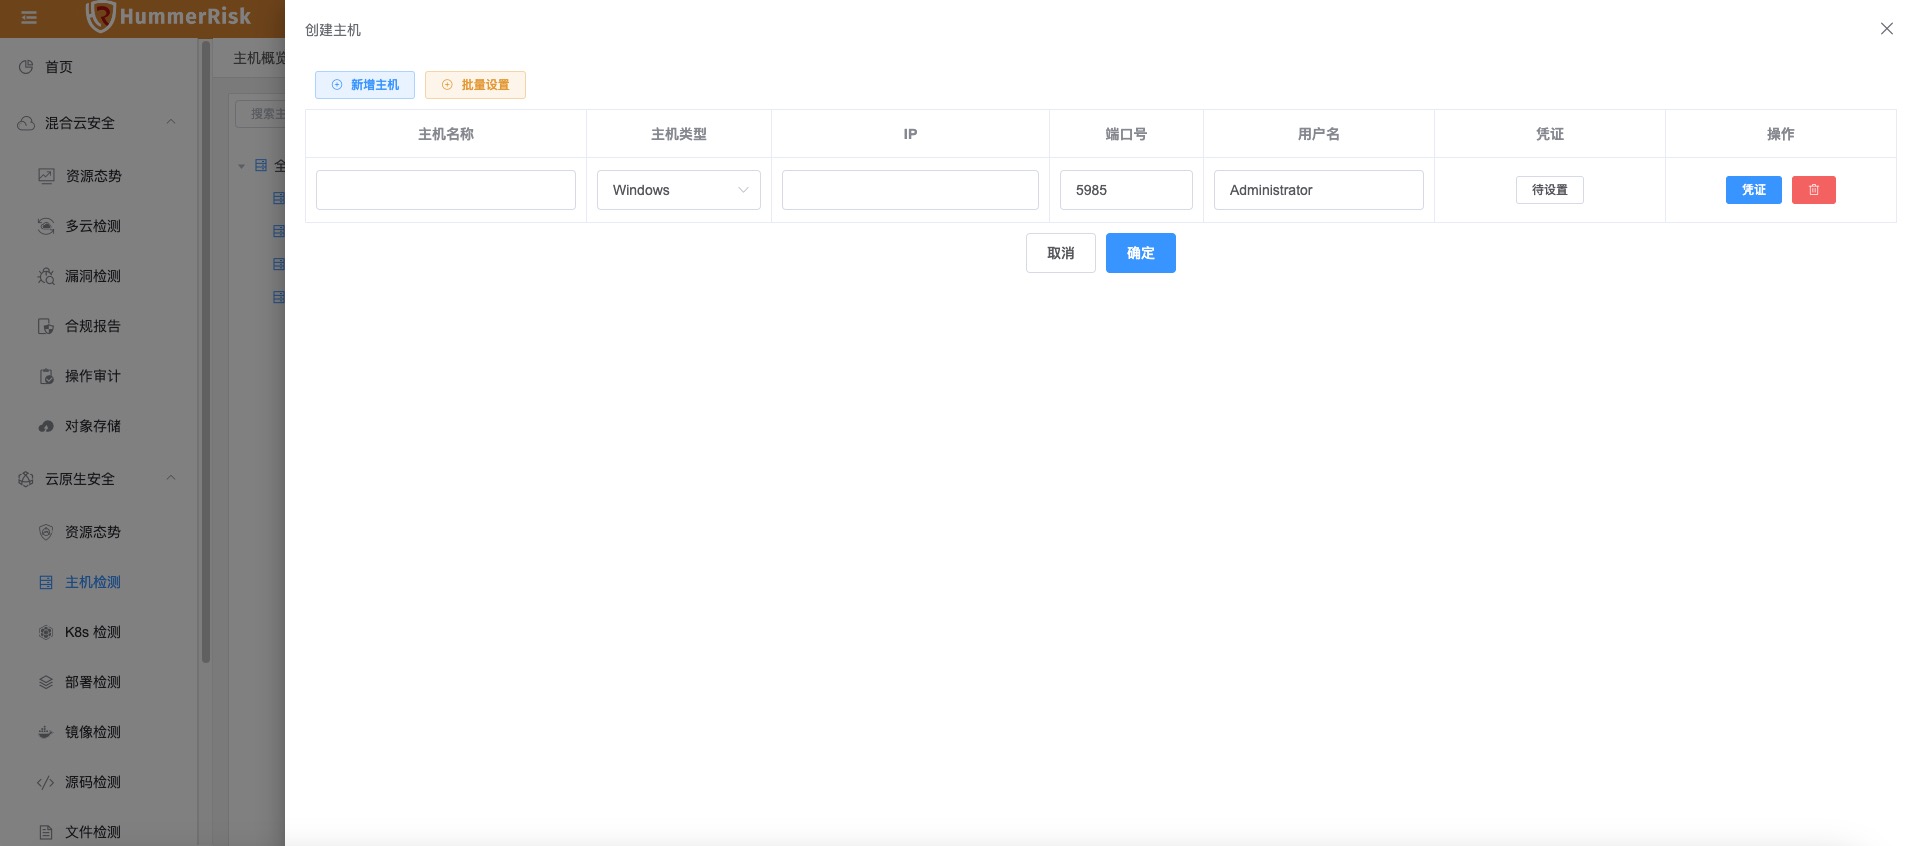 HummerRisk
首页
混合云安全
资源态势
多云检测
漏洞检测
合规报告
操作审计
对象存储
云原生安全
资源态势
主机检测
K8s 检测
部署检测
镜像检测
源码检测
文件检测
主机概览
搜索主
全
创建主机
新增主机 批量设置
主机名称 主机类型 IP 端口号 用户名 凭证 操作
Windows 5985 Administrator 待设置 凭证
取消 确定